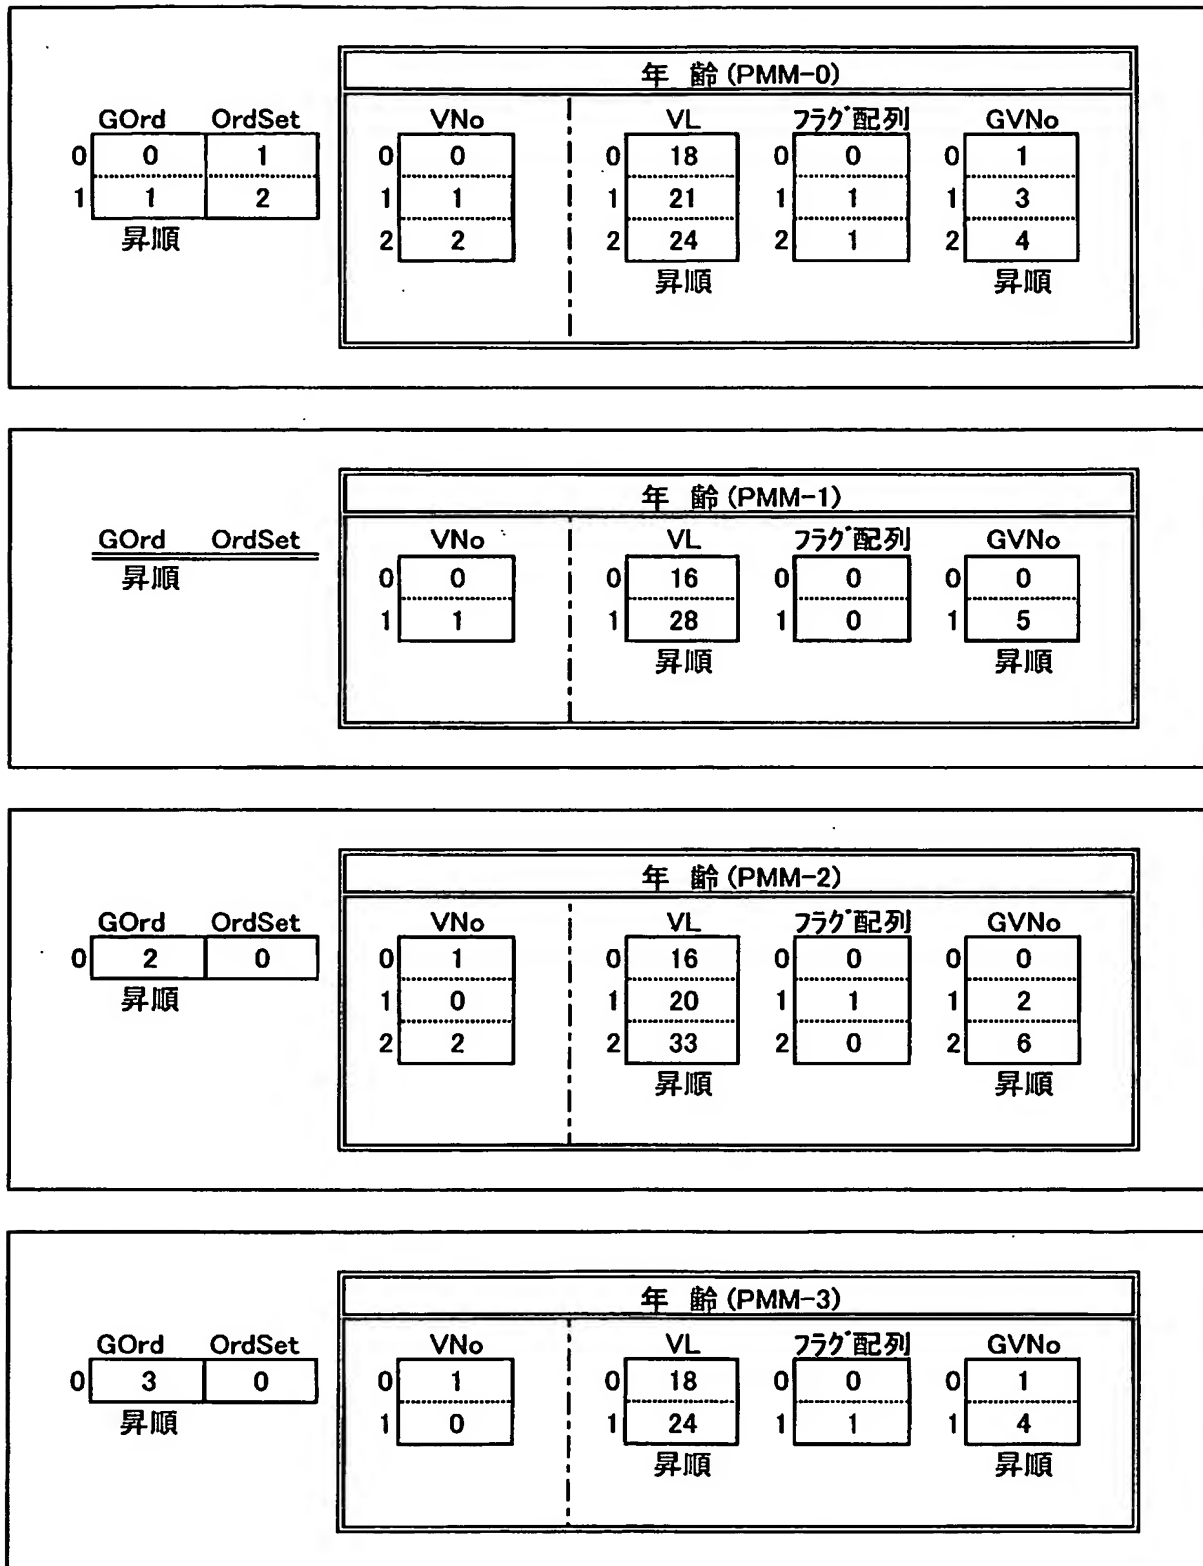 年 齢 (PMM-0)
GOrd OrdSet VNo VL フラグ配列 GVNo
0 0 1 0 0 0 18 0 0 0 1
1 1 2 1 1 1 21 1 1 1 3
昇順 2 2 2 24 2 1 2 4
昇順 昇順
年 齢 (PMM-1)
GOrd OrdSet VNo VL フラグ配列 GVNo
昇順 0 0 0 16 0 0 0 0
1 1 1 28 1 0 1 5
昇順 昇順
年 齢 (PMM-2)
GOrd OrdSet VNo VL フラグ配列 GVNo
0 2 0 0 1 0 16 0 0 0 0
昇順 1 0 1 20 1 1 1 2
2 2 2 33 2 0 2 6
昇順 昇順
年 齢 (PMM-3)
GOrd OrdSet VNo VL フラグ配列 GVNo
0 3 0 0 1 0 18 0 0 0 1
昇順 1 0 1 24 1 1 1 4
昇順 昇順